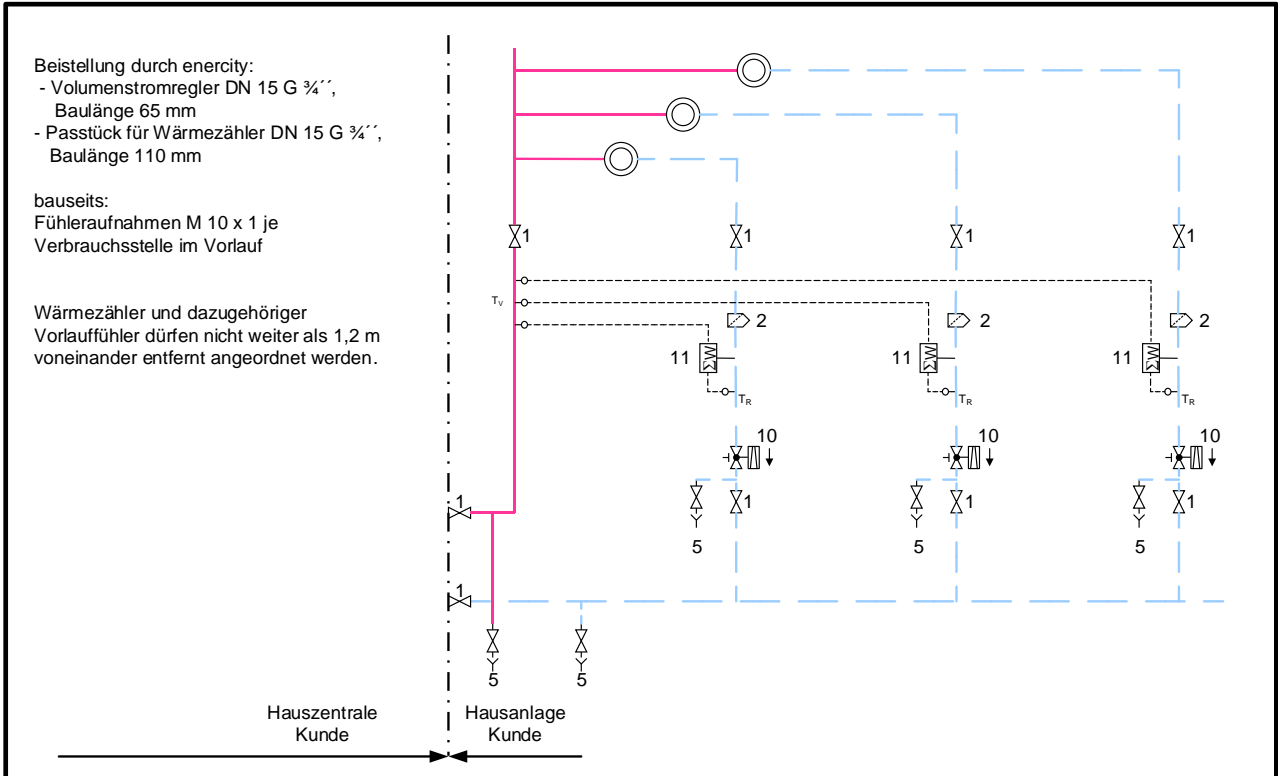 Beistellung durch enercity:
- Volumenstromregler DN 15 G ¾´´,
Baulänge 65 mm
- Passtück für Wärmezähler DN 15 G ¾´´,
Baulänge 110 mm
bauseits:
Fühleraufnahmen M 10 x 1 je
Verbrauchsstelle im Vorlauf
Wärmezähler und dazugehöriger
Vorlauffühler dürfen nicht weiter als 1,2 m
voneinander entfernt angeordnet werden.
1 1 1 1
TV
2 2 2
11 11 11
TR TR TR
10 10 10
1 1 1 1
5 5 5
1
5 5
Hauszentrale
Kunde
Hausanlage
Kunde